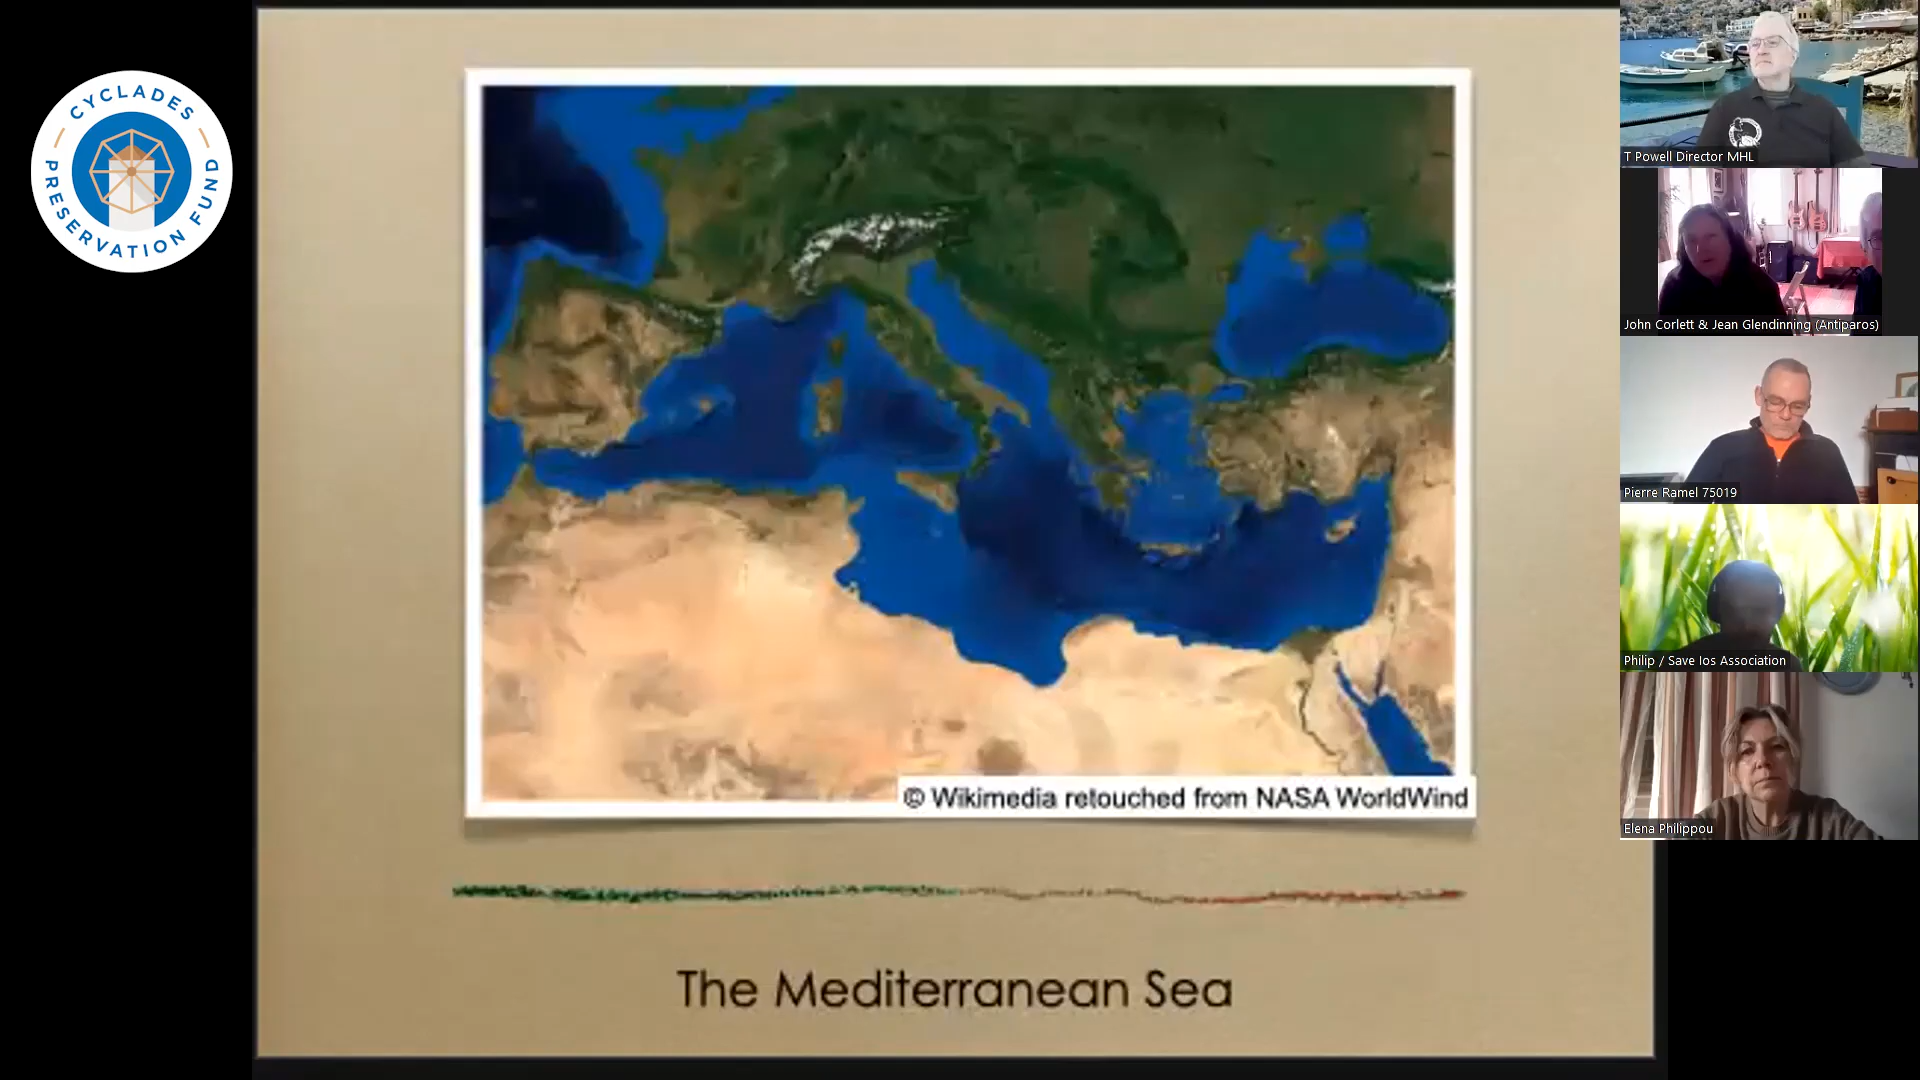 CYCLADES
PRESERVATION FUND
© Wikimedia retouched from NASA WorldWind
The Mediterranean Sea
T Powell Director MHL
John Corlett & Jean Glendinning (Antiparos)
Pierre Ramel 75019
Philip / Save Ios Association
Elena Philippou